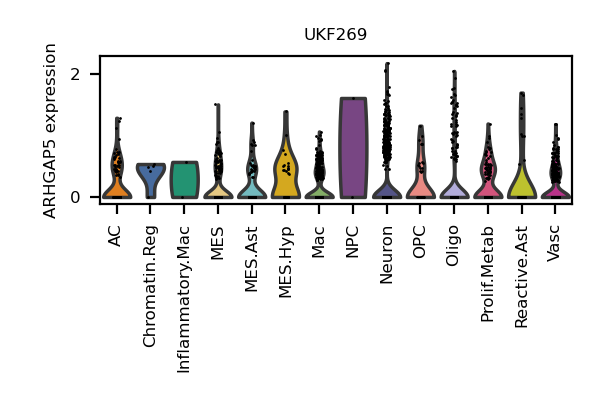 UKF269
ARHGAP5 expression
2
0
AC
Chromatin.Reg
Inflammatory.Mac
MES
MES.Ast
MES.Hyp
Mac
NPC
Neuron
OPC
Oligo
Prolif.Metab
Reactive.Ast
Vasc